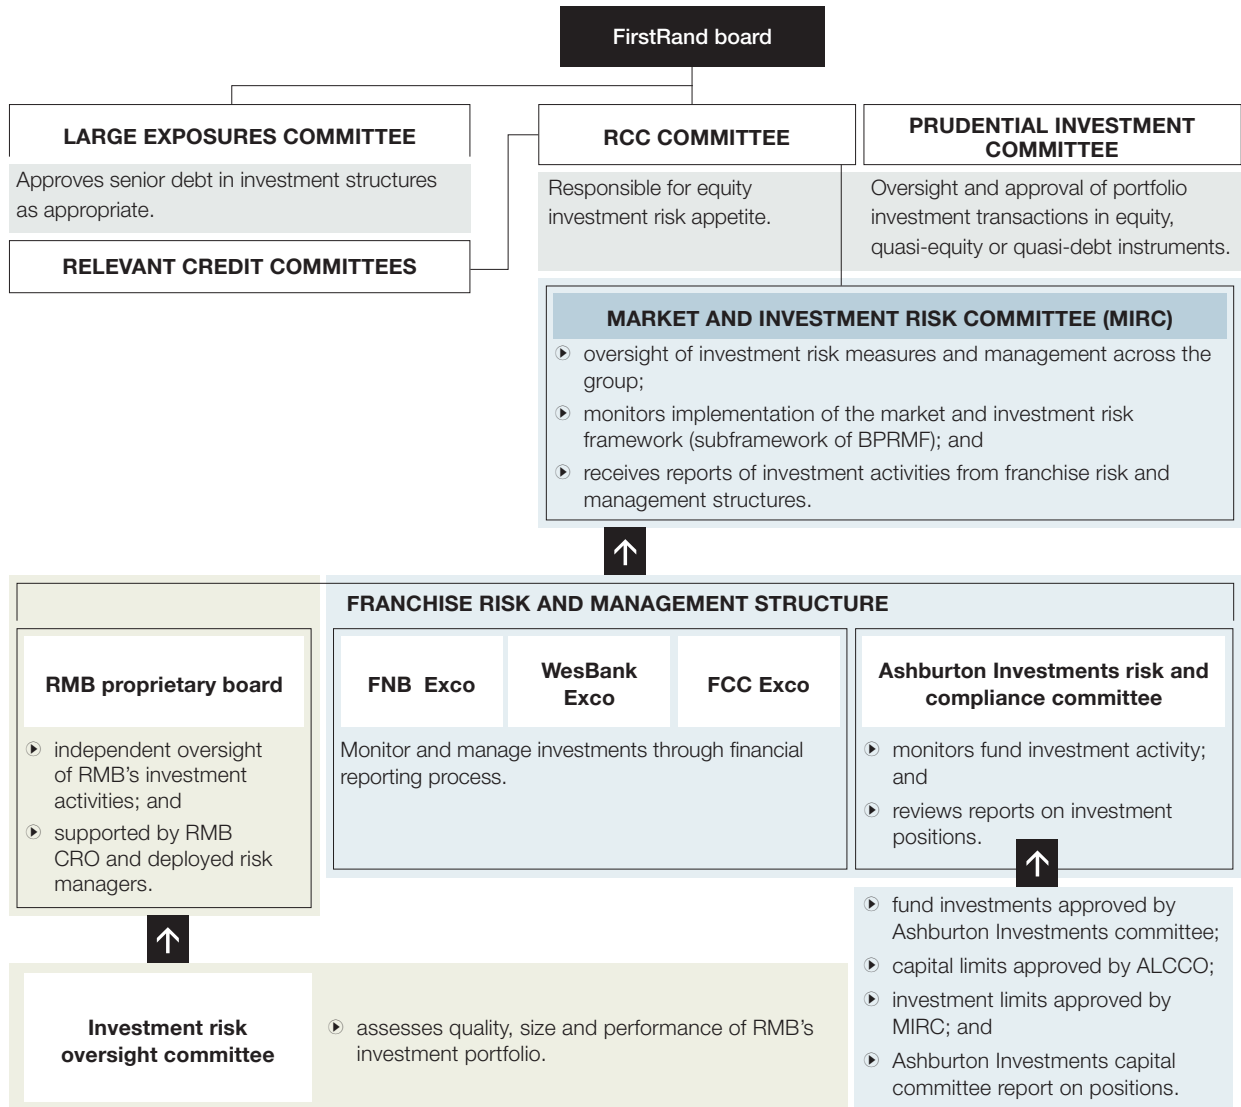 FirstRand board
LARGE EXPOSURES COMMITTEE
Approves senior debt in investment structures
as appropriate.
RELEVANT CREDIT COMMITTEES
RCC COMMITTEE
Responsible for equity
investment risk appetite.
PRUDENTIAL INVESTMENT
COMMITTEE
Oversight and approval of portfolio
investment transactions in equity,
quasi-equity or quasi-debt instruments.
MARKET AND INVESTMENT RISK COMMITTEE (MIRC)
oversight of investment risk measures and management across the
group;
monitors implementation of the market and investment risk
framework (subframework of BPRMF); and
receives reports of investment activities from franchise risk and
management structures.
FRANCHISE RISK AND MANAGEMENT STRUCTURE
RMB proprietary board
independent oversight
of RMB's investment
activities; and
supported by RMB
CRO and deployed risk
managers.
FNB Exco
WesBank
Exco
FCC Exco
Monitor and manage investments through financial
reporting process.
Ashburton Investments risk and
compliance committee
monitors fund investment activity;
and
reviews reports on investment
positions.
fund investments approved by
Ashburton Investments committee;
capital limits approved by ALCCO;
investment limits approved by
MIRC; and
Ashburton Investments capital
committee report on positions.
Investment risk
oversight committee
assesses quality, size and performance of RMB's
investment portfolio.